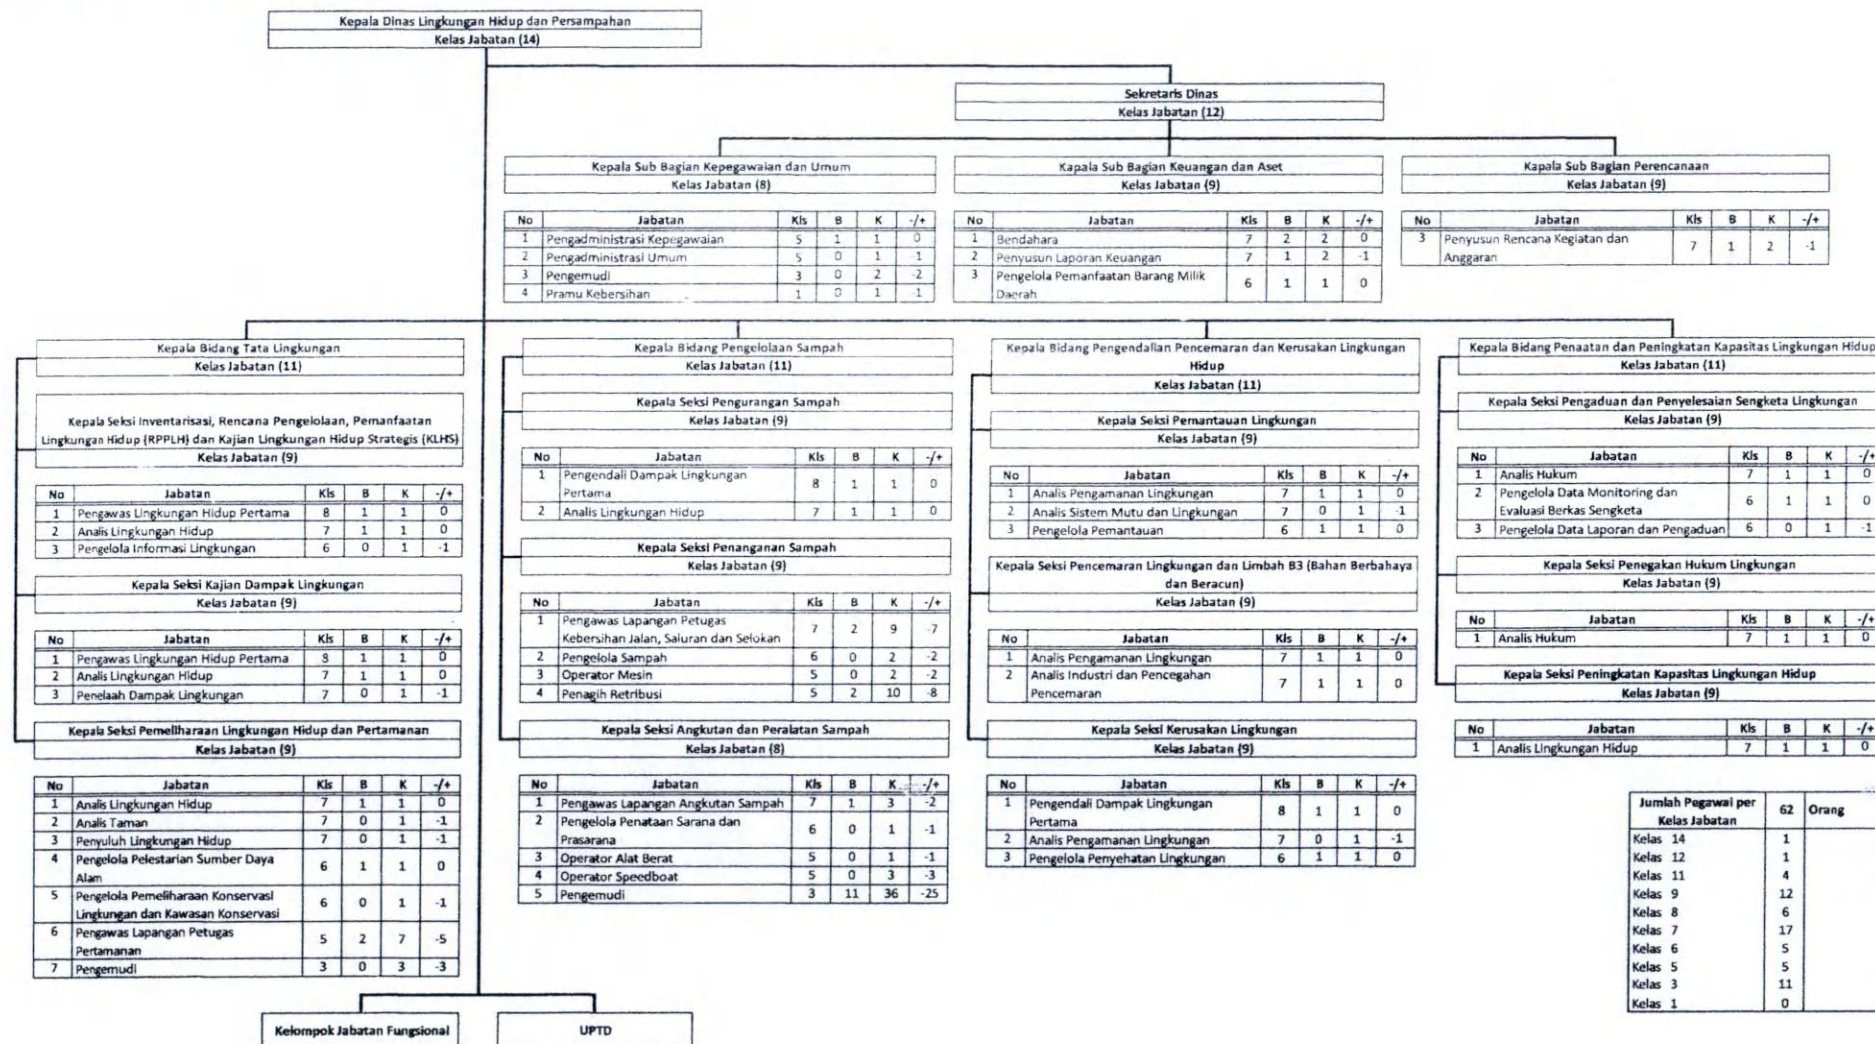 Kepala Dinas Lingkungan Hidup dan Persampahan
Kelas Jabatan (14)
Sekretaris Dinas
Kelas Jabatan (12)
Kepala Sub Bagian Kepegawaian dan Umum
Kelas Jabatan (8)
No Jabatan Kls B K -/+
1 Pengadministrasi Kepegawaian 5 1 1 0
2 Pengadministrasi Umum 5 0 1 -1
3 Pengemudi 3 0 2 -2
4 Pramu Kebersihan 1 0 1 -1
Kapala Sub Bagian Keuangan dan Aset
Kelas Jabatan (9)
No Jabatan Kls B K -/+
1 Bendahara 7 2 2 0
2 Penyusun Laporan Keuangan 7 1 2 -1
3 Pengelola Pemanfaatan Barang Milik
Daerah 6 1 1 0
Kapala Sub Bagian Perencanaan
Kelas Jabatan (9)
No Jabatan Kls B K -/+
3 Penyusun Rencana Kegiatan dan
Anggaran 7 1 2 -1
Kepala Bidang Tata Lingkungan
Kelas Jabatan (11)
Kepala Seksi Inventarisasi, Rencana Pengelolaan, Pemanfaatan
Lingkungan Hidup (RPPLH) dan Kajian Lingkungan Hidup Strategis (KLHS)
Kelas Jabatan (9)
No Jabatan Kls B K -/+
1 Pengawas Lingkungan Hidup Pertama 8 1 1 0
2 Analis Lingkungan Hidup 7 1 1 0
3 Pengelola Informasi Lingkungan 6 0 1 -1
Kepala Seksi Kajian Dampak Lingkungan
Kelas Jabatan (9)
No Jabatan Kls B K -/+
1 Pengawas Lingkungan Hidup Pertama 8 1 1 0
2 Analis Lingkungan Hidup 7 1 1 0
3 Penelaah Dampak Lingkungan 7 0 1 -1
Kepala Seksi Pemeliharaan Lingkungan Hidup dan Pertamanan
Kelas Jabatan (9)
No Jabatan Kls B K -/+
1 Analis Lingkungan Hidup 7 1 1 0
2 Analis Taman 7 0 1 -1
3 Penyuluh Lingkungan Hidup 7 0 1 -1
4 Pengelola Pelestarian Sumber Daya
Alam 6 1 1 0
5 Pengelola Pemeliharaan Konservasi
Lingkungan dan Kawasan Konservasi 6 0 1 -1
6 Pengawas Lapangan Petugas
Pertamanan 5 2 7 -5
7 Pengemudi 3 0 3 -3
Kepala Bidang Pengelolaan Sampah
Kelas Jabatan (11)
Kepala Seksi Pengurangan Sampah
Kelas Jabatan (9)
No Jabatan Kls B K -/+
1 Pengendali Dampak Lingkungan
Pertama 8 1 1 0
2 Analis Lingkungan Hidup 7 1 1 0
Kepala Seksi Penanganan Sampah
Kelas Jabatan (9)
No Jabatan Kls B K -/+
1 Pengawas Lapangan Petugas
Kebersihan Jalan, Saluran dan Selokan 7 2 9 -7
2 Pengelola Sampah 6 0 2 -2
3 Operator Mesin 5 0 2 -2
4 Penagih Retribusi 5 2 10 -8
Kepala Seksi Angkutan dan Peralatan Sampah
Kelas Jabatan (8)
No Jabatan Kls B K -/+
1 Pengawas Lapangan Angkutan Sampah 7 1 3 -2
2 Pengelola Penataan Sarana dan
Prasarana 6 0 1 -1
3 Operator Alat Berat 5 0 1 -1
4 Operator Speedboat 5 0 3 -3
5 Pengemudi 3 11 36 -25
Kepala Bidang Pengendalian Pencemaran dan Kerusakan Lingkungan
Hidup
Kelas Jabatan (11)
Kepala Seksi Pemantauan Lingkungan
Kelas Jabatan (9)
No Jabatan Kls B K -/+
1 Analis Pengamanan Lingkungan 7 1 1 0
2 Analis Sistem Mutu dan Lingkungan 7 0 1 -1
3 Pengelola Pemantauan 6 1 1 0
Kepala Seksi Pencemaran Lingkungan dan Limbah B3 (Bahan Berbahaya
dan Beracun)
Kelas Jabatan (9)
No Jabatan Kls B K -/+
1 Analis Pengamanan Lingkungan 7 1 1 0
2 Analis Industri dan Pencegahan
Pencemaran 7 1 1 0
Kepala Seksi Kerusakan Lingkungan
Kelas Jabatan (9)
No Jabatan Kls B K -/+
1 Pengendali Dampak Lingkungan
Pertama 8 1 1 0
2 Analis Pengamanan Lingkungan 7 0 1 -1
3 Pengelola Penyehatan Lingkungan 6 1 1 0
Kepala Bidang Penaatan dan Peningkatan Kapasitas Lingkungan Hidup
Kelas Jabatan (11)
Kepala Seksi Pengaduan dan Penyelesaian Sengketa Lingkungan
Kelas Jabatan (9)
No Jabatan Kls B K -/+
1 Analis Hukum 7 1 1 0
2 Pengelola Data Monitoring dan
Evaluasi Berkas Sengketa 6 1 1 0
3 Pengelola Data Laporan dan Pengaduan 6 0 1 -1
Kepala Seksi Penegakan Hukum Lingkungan
Kelas Jabatan (9)
No Jabatan Kls B K -/+
1 Analis Hukum 7 1 1 0
Kepala Seksi Peningkatan Kapasitas Lingkungan Hidup
Kelas Jabatan (9)
No Jabatan Kls B K -/+
1 Analis Lingkungan Hidup 7 1 1 0
Jumlah Pegawai per
Kelas Jabatan 62 Orang
Kelas 14 1
Kelas 12 1
Kelas 11 4
Kelas 9 12
Kelas 8 6
Kelas 7 17
Kelas 6 5
Kelas 5 5
Kelas 3 11
Kelas 1 0
Kelompok Jabatan Fungsional
UPTD